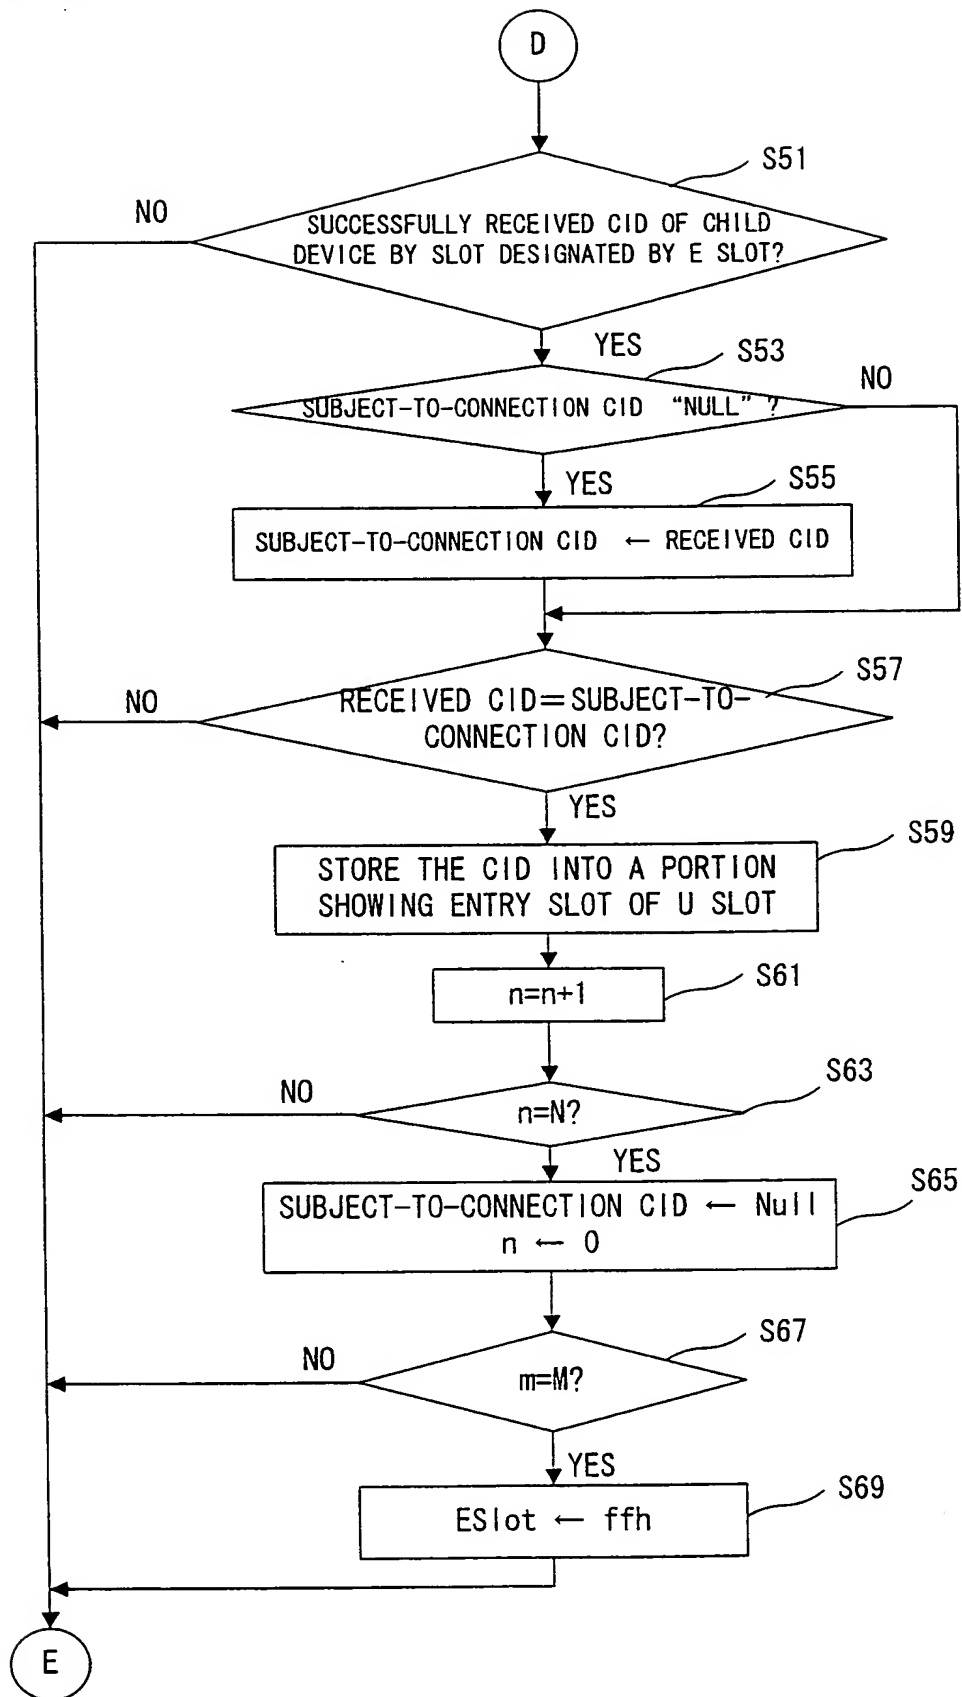 D
S51
NO
SUCCESSFULLY RECEIVED CID OF CHILD
DEVICE BY SLOT DESIGNATED BY E SLOT?
YES
S53
NO
SUBJECT-TO-CONNECTION CID "NULL" ?
YES
S55
SUBJECT-TO-CONNECTION CID ← RECEIVED CID
S57
NO
RECEIVED CID=SUBJECT-TO-
CONNECTION CID?
YES
S59
STORE THE CID INTO A PORTION
SHOWING ENTRY SLOT OF U SLOT
S61
n=n+1
S63
NO
n=N?
YES
S65
SUBJECT-TO-CONNECTION CID ← Null
n ← 0
S67
NO
m=M?
YES
S69
ESlot ← ffh
E